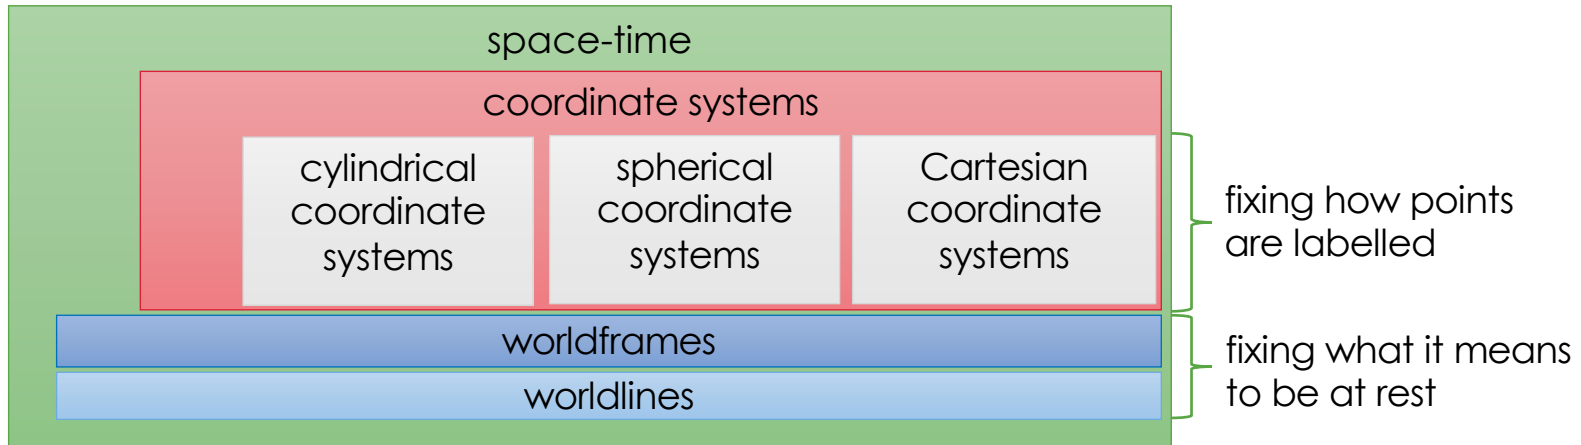 space-time
coordinate systems
cylindrical
coordinate
systems
spherical
coordinate
systems
Cartesian
coordinate
systems
fixing how points
are labelled
worldframes
worldlines
fixing what it means
to be at rest